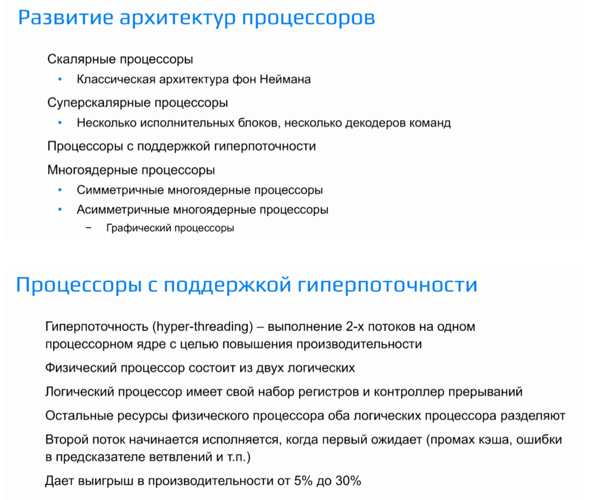 Развитие архитектур процессоров
Скалярные процессоры
• Классическая архитектура фон Неймана
Суперскалярные процессоры
• Несколько исполнительных блоков, несколько декодеров команд
Процессоры с поддержкой гиперпоточности
Многоядерные процессоры
• Симметричные многоядерные процессоры
• Асимметричные многоядерные процессоры
− Графический процессоры
Процессоры с поддержкой гиперпоточности
Гиперпоточность (hyper-threading) – выполнение 2-х потоков на одном
процессорном ядре с целью повышения производительности
Физический процессор состоит из двух логических
Логический процессор имеет свой набор регистров и контроллер прерываний
Остальные ресурсы физического процессора оба логических процессора разделяют
Второй поток начинается исполняется, когда первый ожидает (промах кэша, ошибки
в предсказателе ветвлений и т.п.)
Дает выигрыш в производительности от 5% до 30%